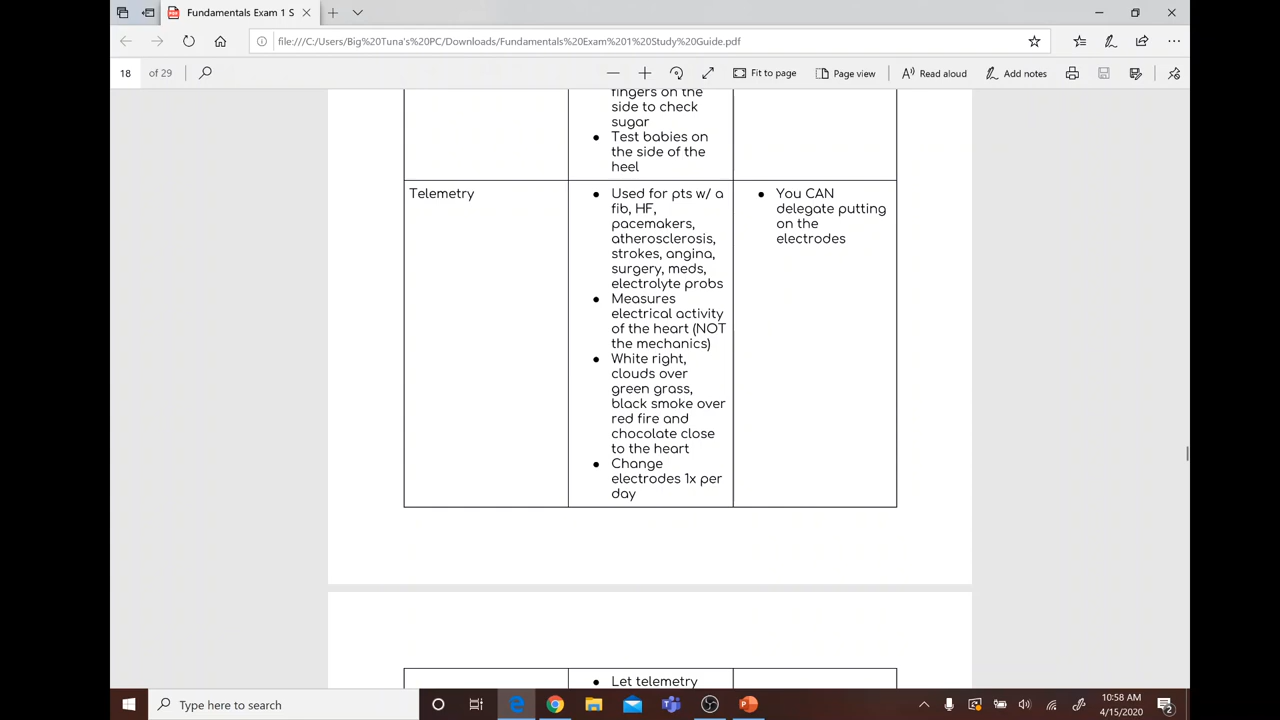 Fundamentals Exam 1 S
file:///C:/Users/Big%20Tuna's%20PC/Downloads/Fundamentals%20Exam%201%20Study%20Guide.pdf
18 of 29
Fit to page
Page view
Read aloud
Add notes
fingers on the
side to check
sugar
● Test babies on
the side of the
heel
Telemetry
● Used for pts w/ a
fib, HF,
pacemakers,
atherosclerosis,
strokes, angina,
surgery, meds,
electrolyte probs
● Measures
electrical activity
of the heart (NOT
the mechanics)
● White right,
clouds over
green grass,
black smoke over
red fire and
chocolate close
to the heart
● Change
electrodes 1x per
day
● You CAN
delegate putting
on the
electrodes
● Let telemetry
Type here to search
10:58 AM
4/15/2020
2